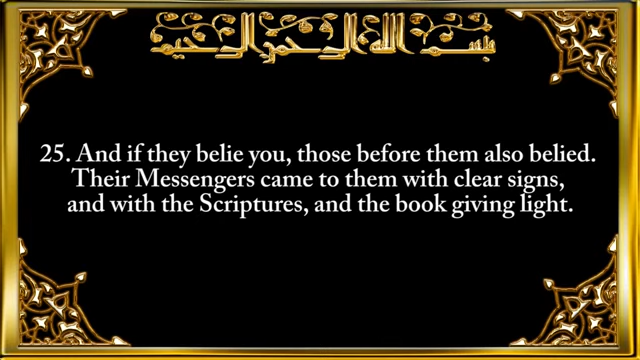 بسم الله الرحمن الرحيم
25. And if they belie you, those before them also belied.
Their Messengers came to them with clear signs,
and with the Scriptures, and the book giving light.